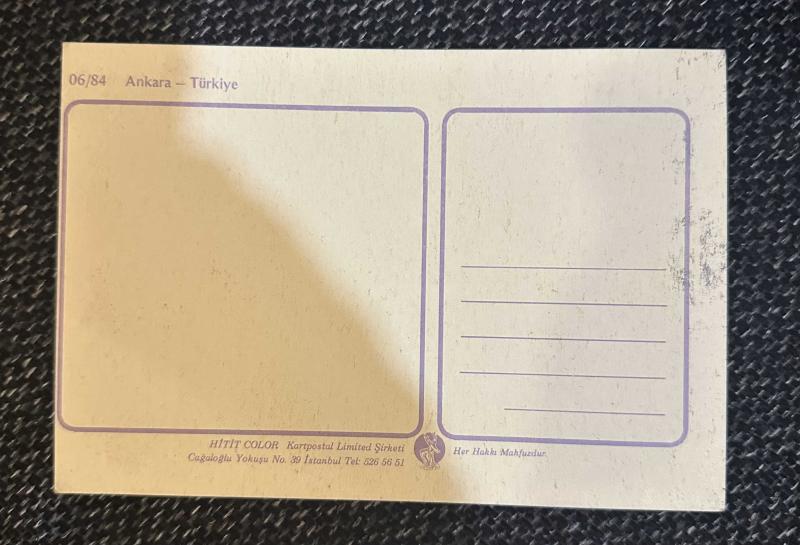 06/84 Ankara – Türkiye
HİTİT COLOR Kartpostal Limited Şirketi
Cağaloğlu Yokuşu No. 39 İstanbul Tel: 526 56 51
Her Hakkı Mahfuzdur.